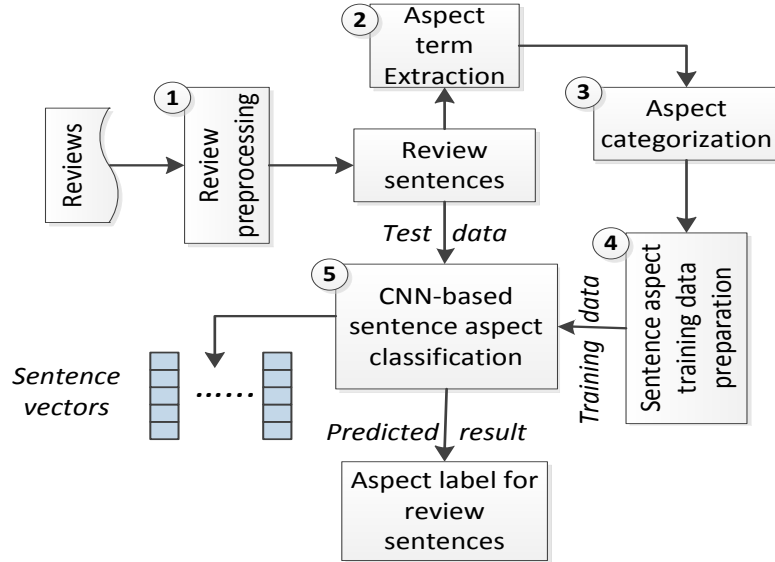 2
Aspect
term
Extraction
1
Reviews
Review
preprocessing
Review
sentences
3
Aspect
categorization
Test data
4
Sentence aspect
training data
preparation
Training data
5
CNN-based
sentence aspect
classification
Sentence
vectors
......
Predicted result
Aspect label for
review
sentences